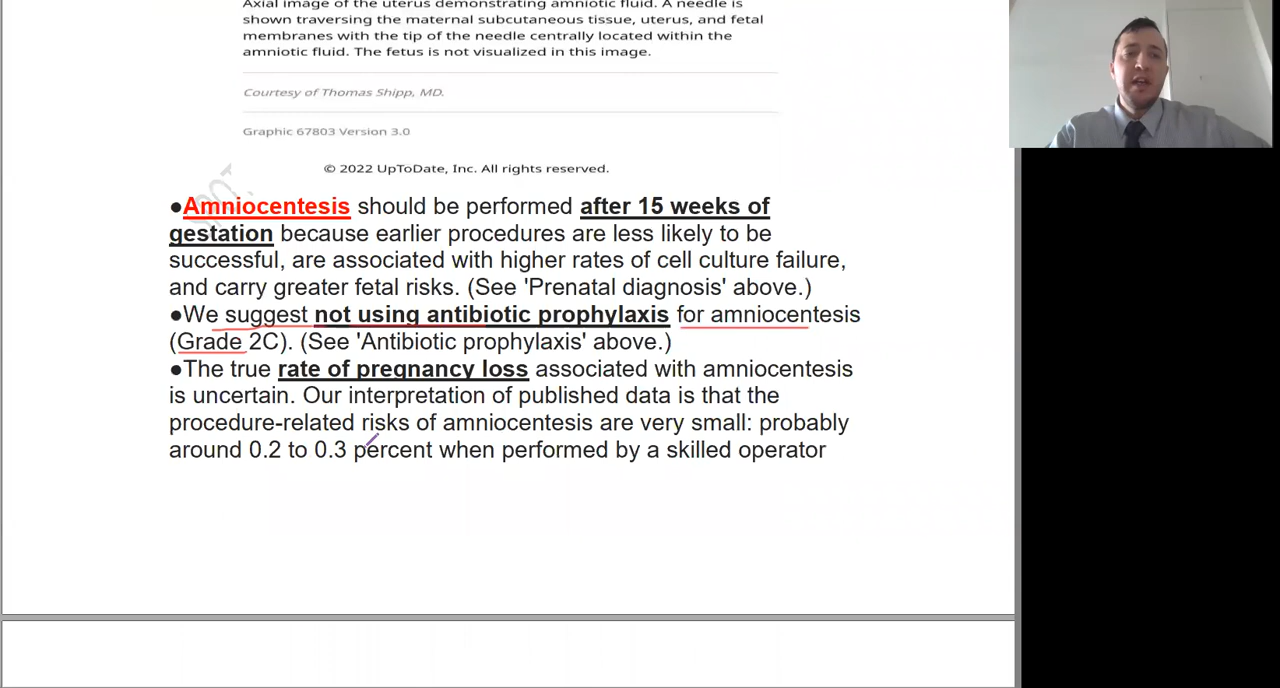 Axial image of the uterus demonstrating amniotic fluid. A needle is
shown traversing the maternal subcutaneous tissue, uterus, and fetal
membranes with the tip of the needle centrally located within the
amniotic fluid. The fetus is not visualized in this image.
Courtesy of Thomas Shipp, MD.
Graphic 67803 Version 3.0
© 2022 UpToDate, Inc. All rights reserved.
●Amniocentesis should be performed after 15 weeks of
gestation because earlier procedures are less likely to be
successful, are associated with higher rates of cell culture failure,
and carry greater fetal risks. (See 'Prenatal diagnosis' above.)
●We suggest not using antibiotic prophylaxis for amniocentesis
(Grade 2C). (See 'Antibiotic prophylaxis' above.)
●The true rate of pregnancy loss associated with amniocentesis
is uncertain. Our interpretation of published data is that the
procedure-related risks of amniocentesis are very small: probably
around 0.2 to 0.3 percent when performed by a skilled operator